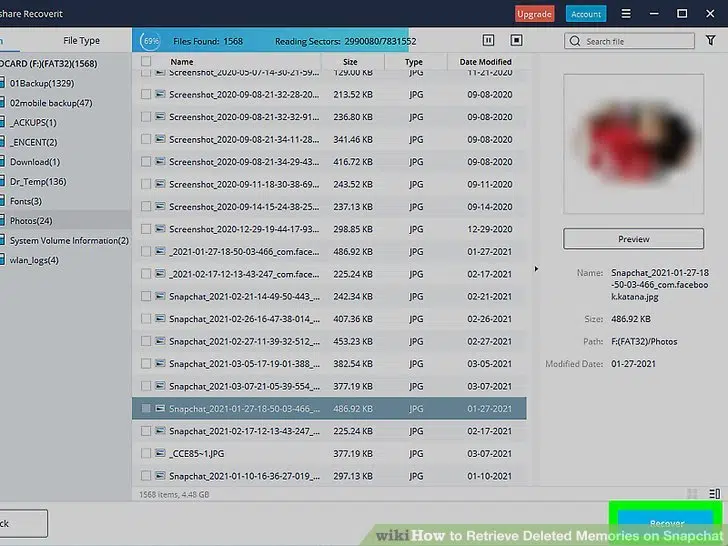 share Recoverit
Upgrade
Account
File Type
69%
Files Found: 1568
Reading Sectors: 2990080/7831552
Search file
DCARD (F:)(FAT32)(1568)
01Backup(1329)
02mobile backup(47)
_ACKUPS(1)
_ENCENT(2)
Download(1)
Dr_Temp(136)
Fonts(3)
Photos(24)
System Volume Information(2)
wlan_logs(4)
Name Size Type Date Modified
Screenshot_2020-05-07-14-30-21-59... 129.00 KB JPG 11-21-2020
Screenshot_2020-09-08-21-32-28-20... 213.52 KB JPG 09-08-2020
Screenshot_2020-09-08-21-32-32-91... 236.80 KB JPG 09-08-2020
Screenshot_2020-09-08-21-34-11-28... 341.46 KB JPG 09-08-2020
Screenshot_2020-09-08-21-34-29-43... 416.72 KB JPG 09-08-2020
Screenshot_2020-09-11-18-30-38-69... 243.52 KB JPG 09-11-2020
Screenshot_2020-09-14-15-24-38-25... 237.13 KB JPG 09-14-2020
Screenshot_2020-12-29-19-44-17-93... 298.85 KB JPG 12-29-2020
_2021-01-27-18-50-03-466_com.face... 486.92 KB JPG 01-27-2021
_2021-02-17-12-13-43-247_com.face... 225.24 KB JPG 02-17-2021
Snapchat_2021-02-21-14-49-50-443_... 242.34 KB JPG 02-21-2021
Snapchat_2021-02-26-16-47-38-014_... 407.36 KB JPG 02-26-2021
Snapchat_2021-02-27-11-39-32-512_... 453.23 KB JPG 02-27-2021
Snapchat_2021-03-05-17-19-01-388_... 382.54 KB JPG 03-05-2021
Snapchat_2021-03-07-21-05-39-554_... 377.19 KB JPG 03-07-2021
Snapchat_2021-01-27-18-50-03-466_... 486.92 KB JPG 01-27-2021
Snapchat_2021-02-17-12-13-43-247_... 225.24 KB JPG 02-17-2021
_CCE85~1.JPG 377.19 KB JPG 03-07-2021
Snapchat_2021-01-10-16-36-27-019_... 297.13 KB JPG 01-10-2021
1568 items, 4.48 GB
Preview
Name: Snapchat_2021-01-27-18
-50-03-466_com.faceboo
k.katana.jpg
Size: 486.92 KB
Path: F:(FAT32)/Photos
Modified Date: 01-27-2021
ck
Recover
wikiHow to Retrieve Deleted Memories on Snapchat